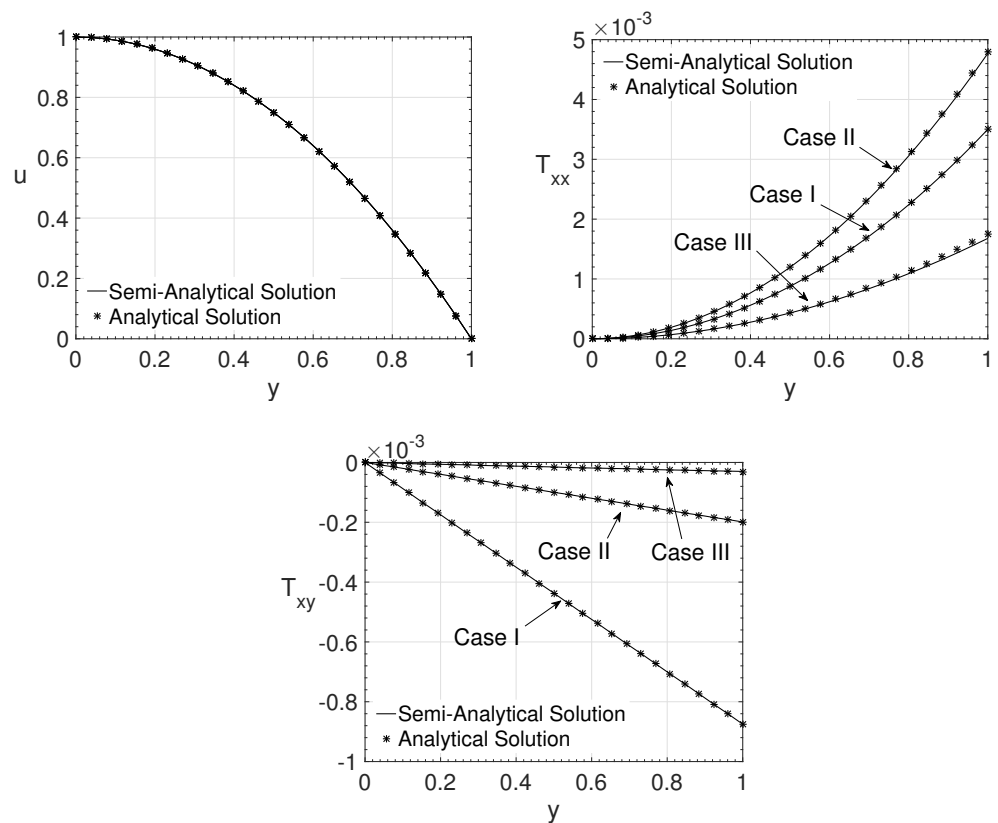 1
0.8
0.6
u
0.4
0.2
0
0 0.2 0.4 0.6 0.8 1
y
Semi-Analytical Solution
Analytical Solution
×10-3
5
4
3
Txx
2
1
0
0 0.2 0.4 0.6 0.8 1
y
Semi-Analytical Solution
Analytical Solution
Case II
Case I
Case III
×10-3
0
-0.2
-0.4
Txy
-0.6
-0.8
-1
0 0.2 0.4 0.6 0.8 1
y
Case II
Case III
Case I
Semi-Analytical Solution
Analytical Solution